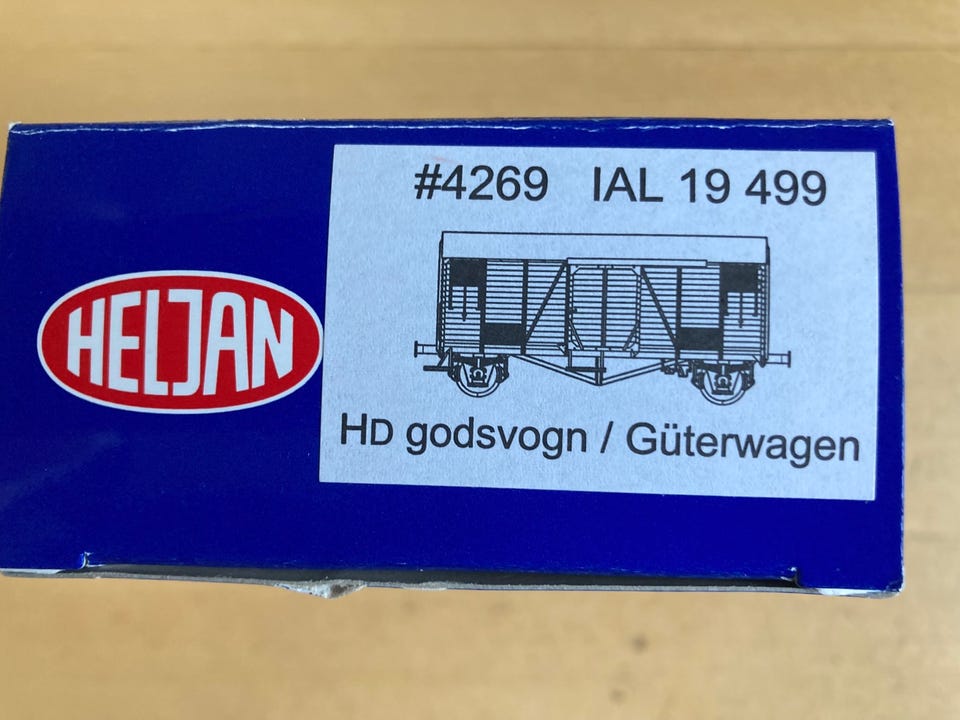 #4269 IAL 19 499
HELJAN
HD godsvogn / Güterwagen